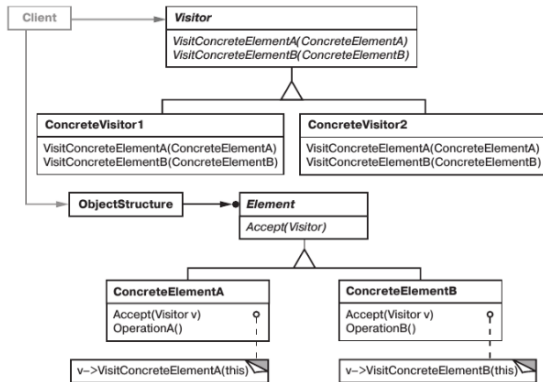 Client
Visitor
VisitConcreteElementA(ConcreteElementA)
VisitConcreteElementB(ConcreteElementB)
ConcreteVisitor1
VisitConcreteElementA(ConcreteElementA)
VisitConcreteElementB(ConcreteElementB)
ConcreteVisitor2
VisitConcreteElementA(ConcreteElementA)
VisitConcreteElementB(ConcreteElementB)
ObjectStructure
Element
Accept(Visitor)
ConcreteElementA
Accept(Visitor v)
OperationA()
v->VisitConcreteElementA(this)
ConcreteElementB
Accept(Visitor v)
OperationB()
v->VisitConcreteElementB(this)